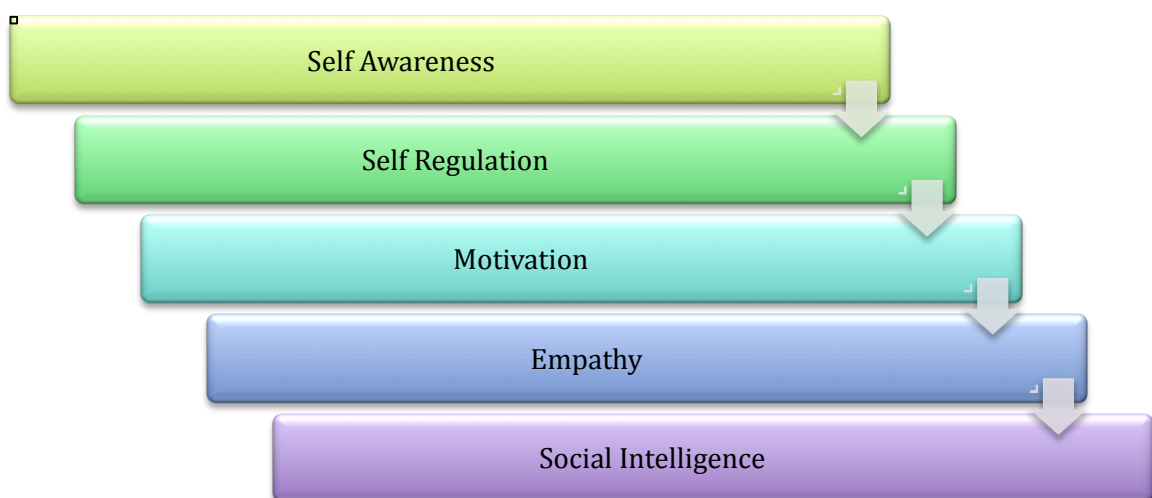 Self Awareness
Self Regulation
Motivation
Empathy
Social Intelligence